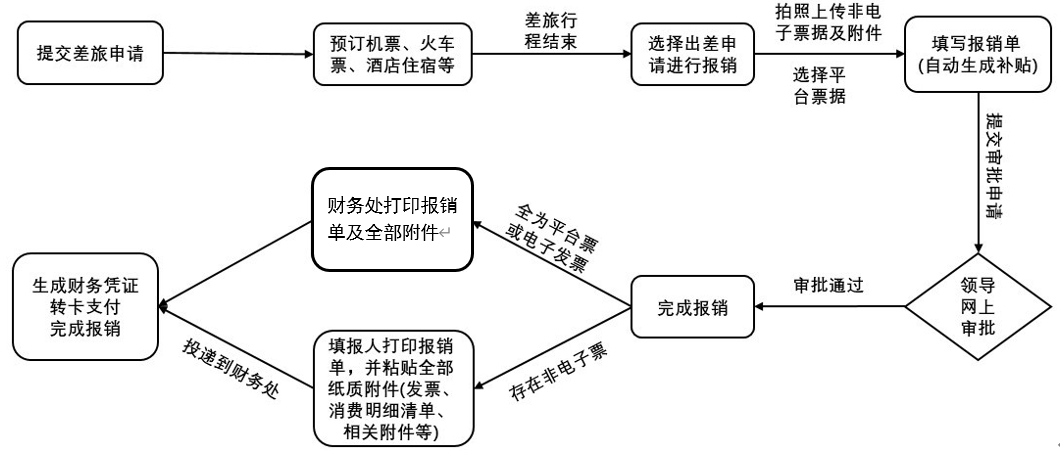 提交差旅申请
预订机票、火车
票、酒店住宿等
差旅行
程结束
选择出差申
请进行报销
拍照上传非电
子票据及附件
选择平
台票据
填写报销单
(自动生成补贴)
提交审批申请
领导
网上
审批
审批通过
完成报销
全为平台票
或电子发票
存在非电子票
财务处打印报销
单及全部附件
填报人打印报销
单，并粘贴全部
纸质附件(发票、
消费明细清单、
相关附件等)
投递到财务处
生成财务凭证
转卡支付
完成报销